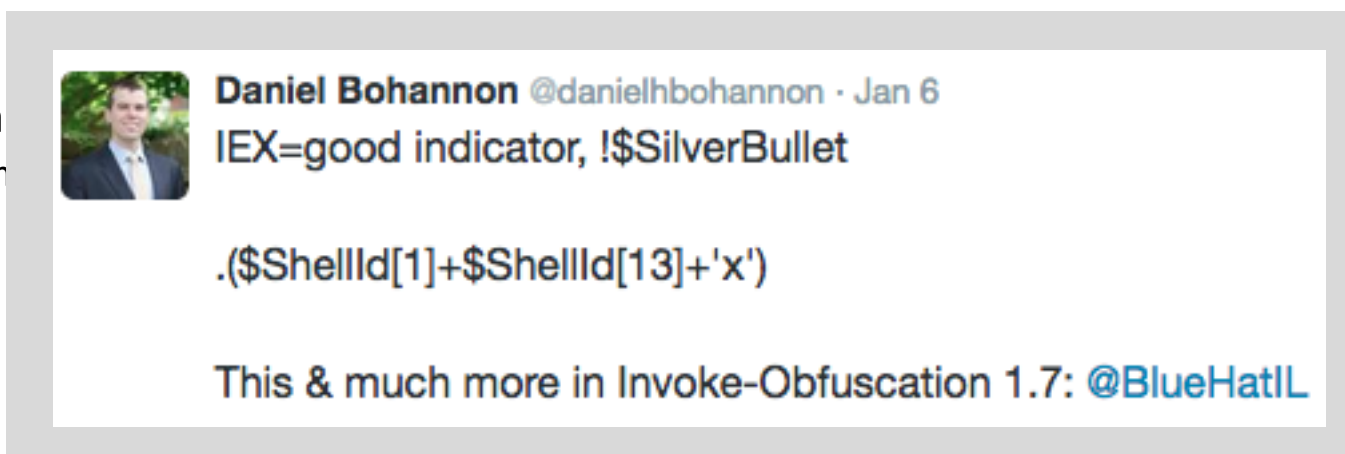 Daniel Bohannon @danielhbohannon · Jan 6
IEX=good indicator, !$SilverBullet
.($ShellId[1]+$ShellId[13]+'x')
This & much more in Invoke-Obfuscation 1.7: @BlueHatIL